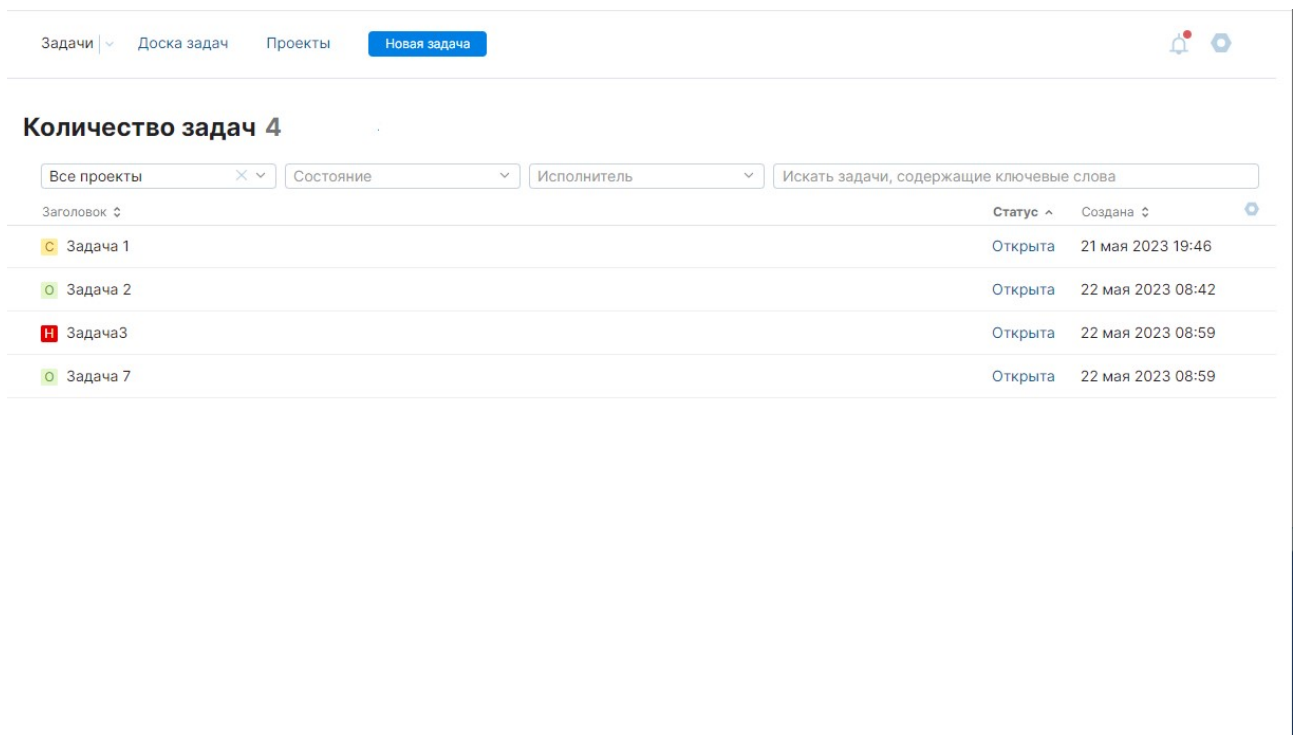 Задачи Доска задач Проекты Новая задача
Количество задач 4
Все проекты Состояние Исполнитель Искать задачи, содержащие ключевые слова
Заголовок Статус Создана
С Задача 1 Открыта 21 мая 2023 19:46
О Задача 2 Открыта 22 мая 2023 08:42
Н Задача3 Открыта 22 мая 2023 08:59
О Задача 7 Открыта 22 мая 2023 08:59